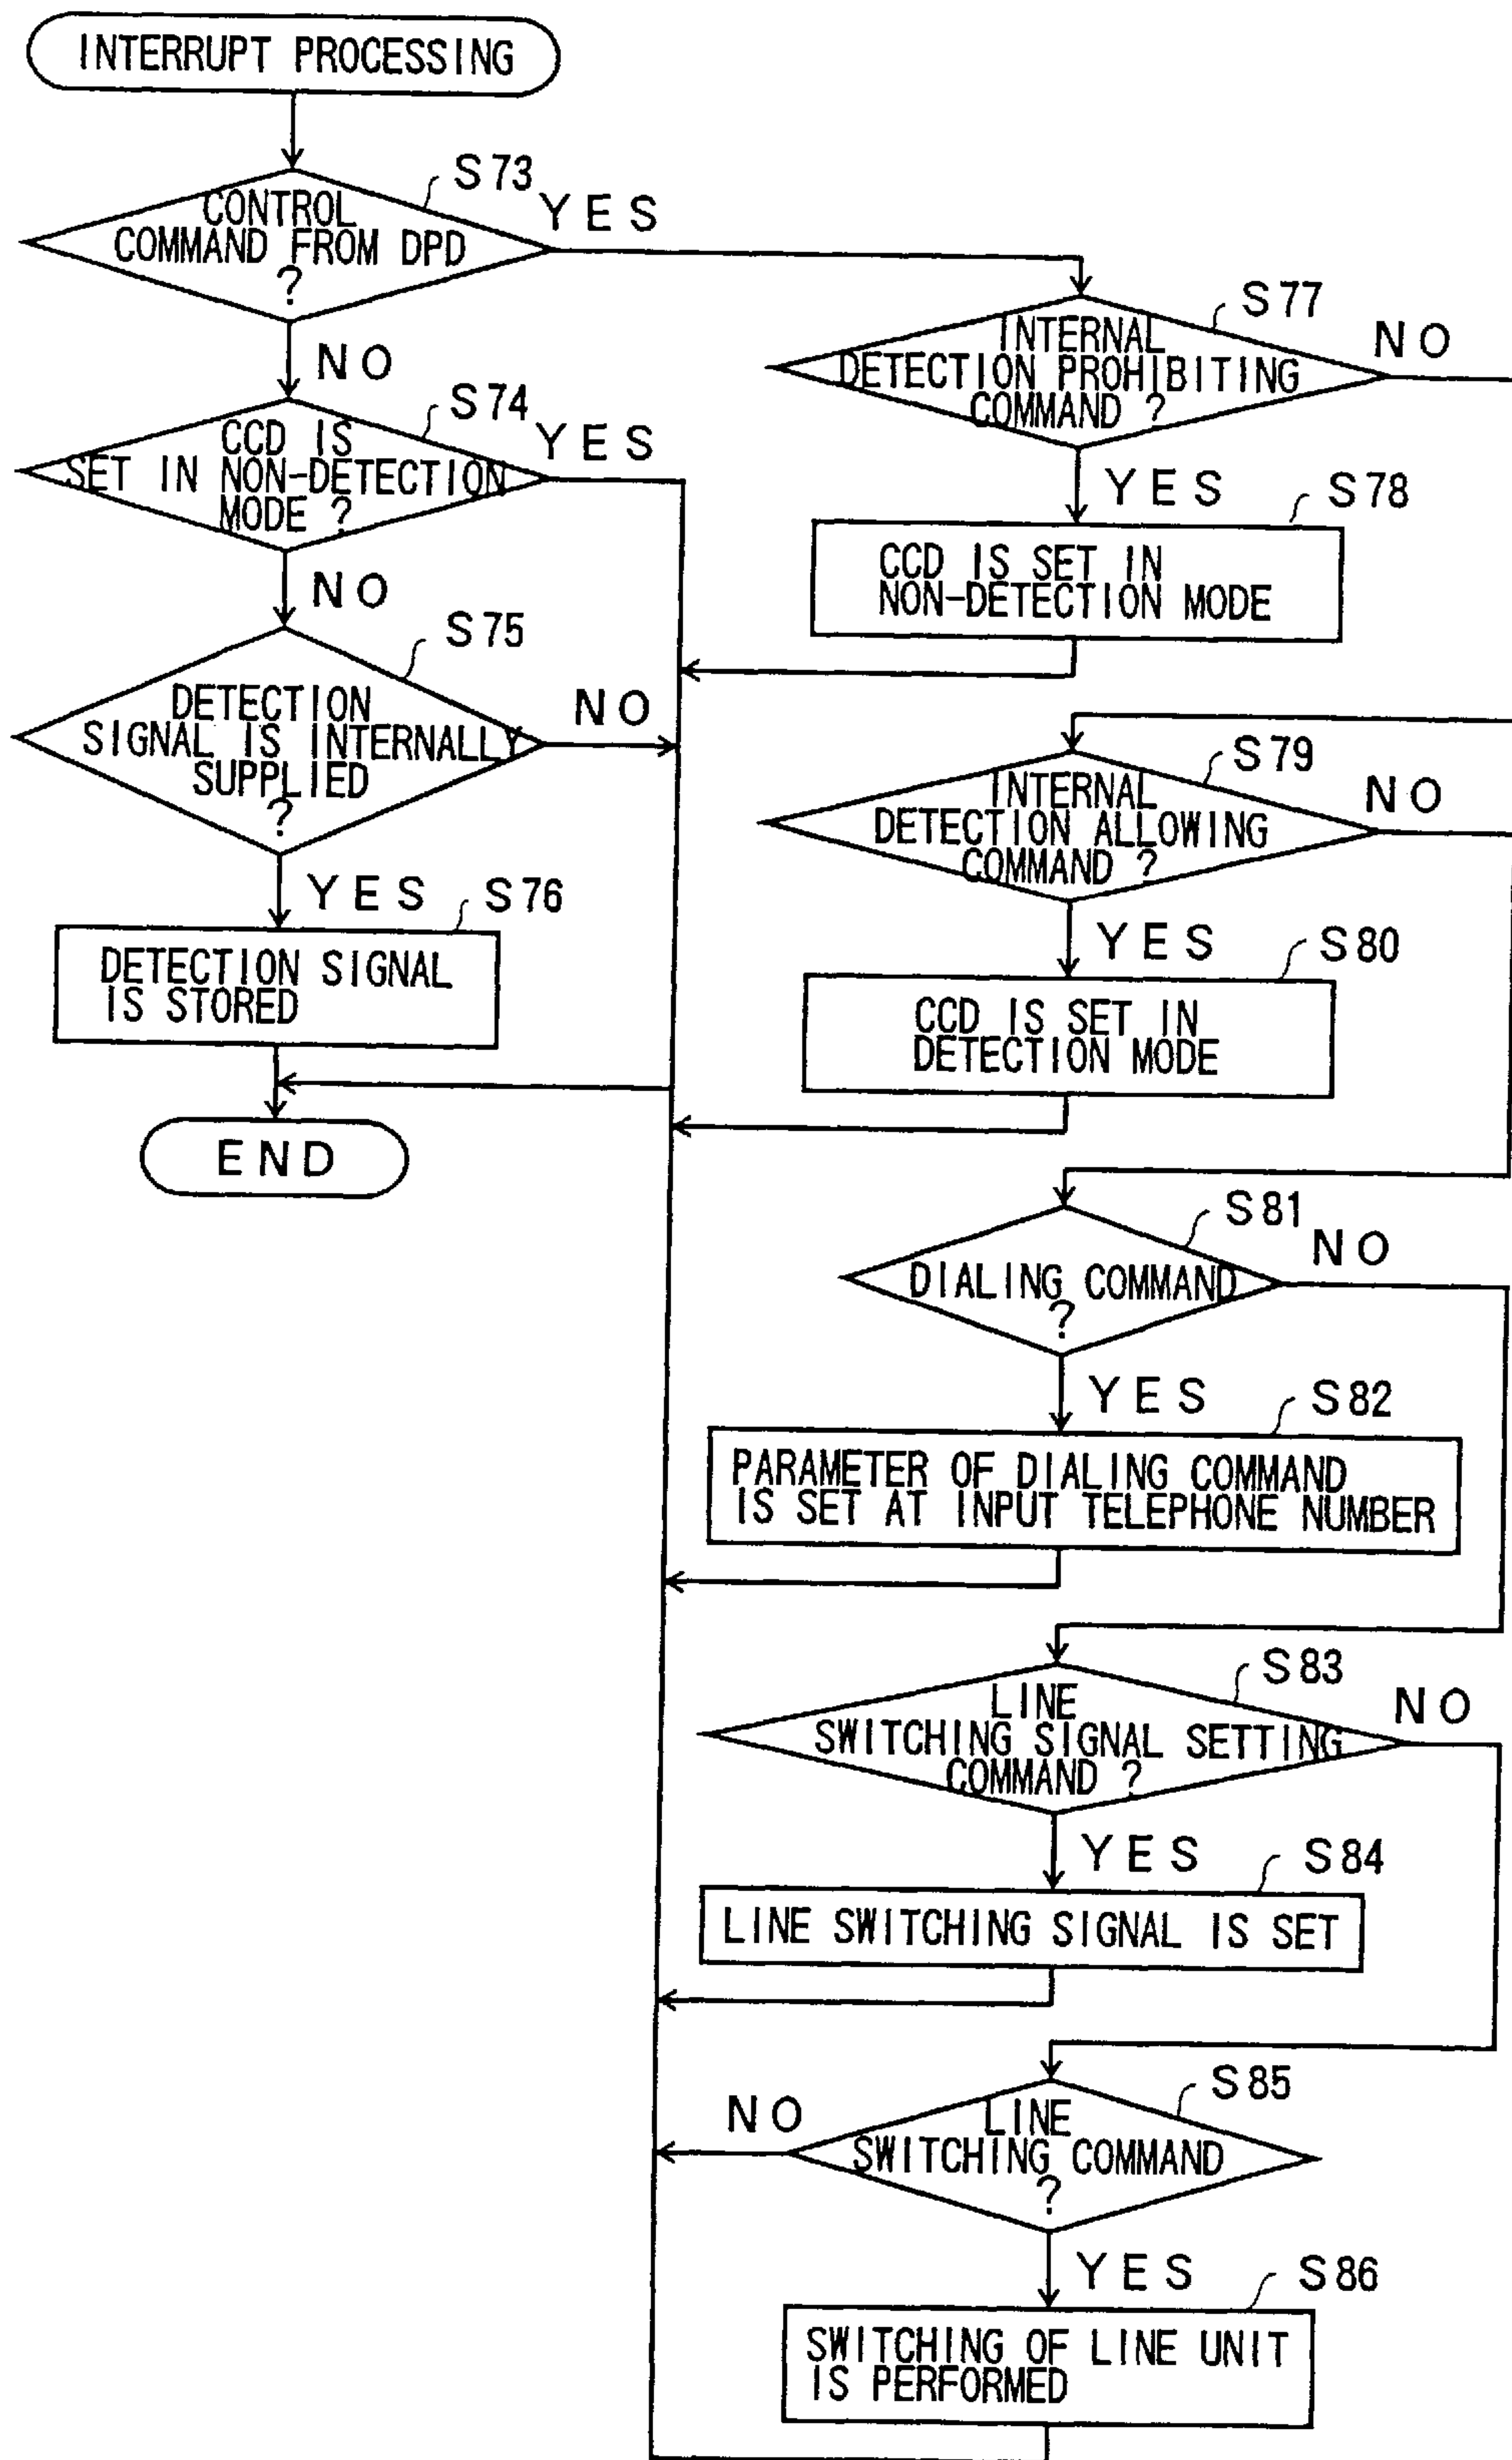 INTERRUPT PROCESSING
S73
CONTROL
COMMAND FROM DPD
?
YES
NO
S74
CCD IS
SET IN NON-DETECTION
MODE ?
YES
NO
S75
DETECTION
SIGNAL IS INTERNALLY
SUPPLIED
?
NO
YES
S76
DETECTION SIGNAL
IS STORED
END
S77
INTERNAL
DETECTION PROHIBITING
COMMAND ?
NO
YES
S78
CCD IS SET IN
NON-DETECTION MODE
S79
INTERNAL
DETECTION ALLOWING
COMMAND ?
NO
YES
S80
CCD IS SET IN
DETECTION MODE
S81
DIALING COMMAND
?
NO
YES
S82
PARAMETER OF DIALING COMMAND
IS SET AT INPUT TELEPHONE NUMBER
S83
LINE
SWITCHING SIGNAL SETTING
COMMAND ?
NO
YES
S84
LINE SWITCHING SIGNAL IS SET
S85
LINE
SWITCHING COMMAND
?
NO
YES
S86
SWITCHING OF LINE UNIT
IS PERFORMED